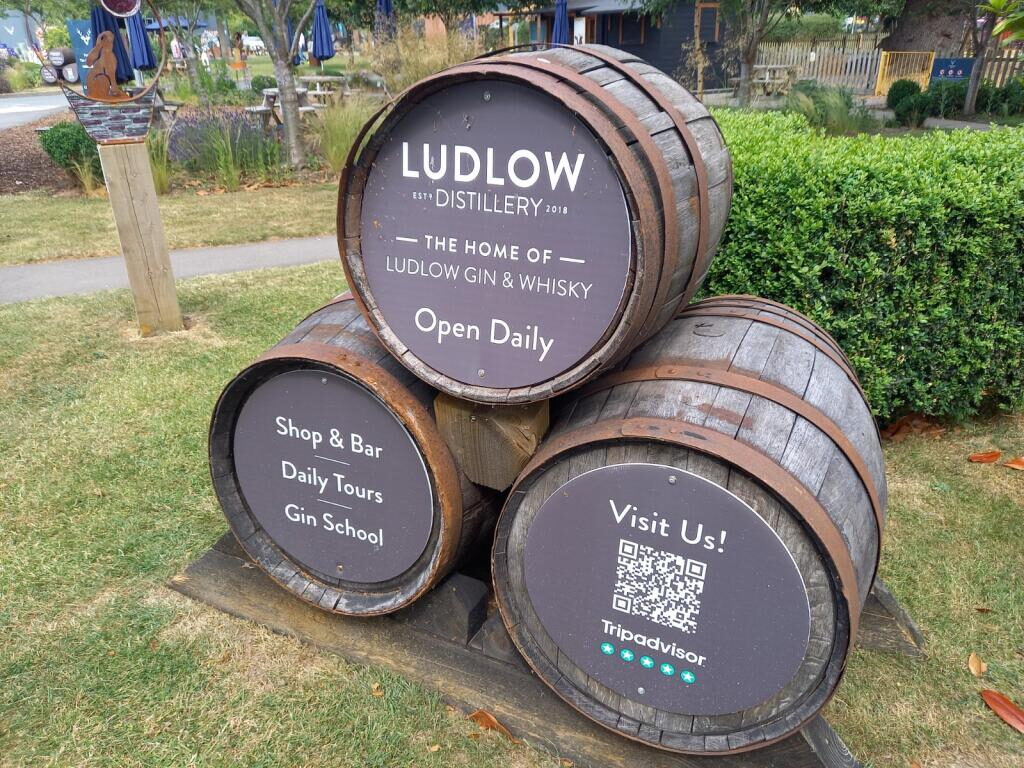 LUDLOW
ESTD DISTILLERY 2018
THE HOME OF
LUDLOW GIN & WHISKY
Open Daily
Shop & Bar
Daily Tours
Gin School
Visit Us!
Tripadvisor